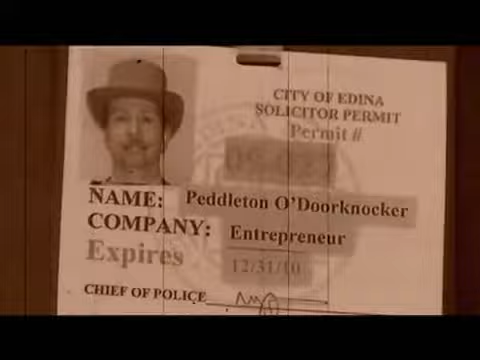 CITY OF EDINA
SOLICITOR PERMIT
Permit #
NAME: Peddleton O'Doorknocker
COMPANY: Entrepreneur
Expires 12/31/10
CHIEF OF POLICE